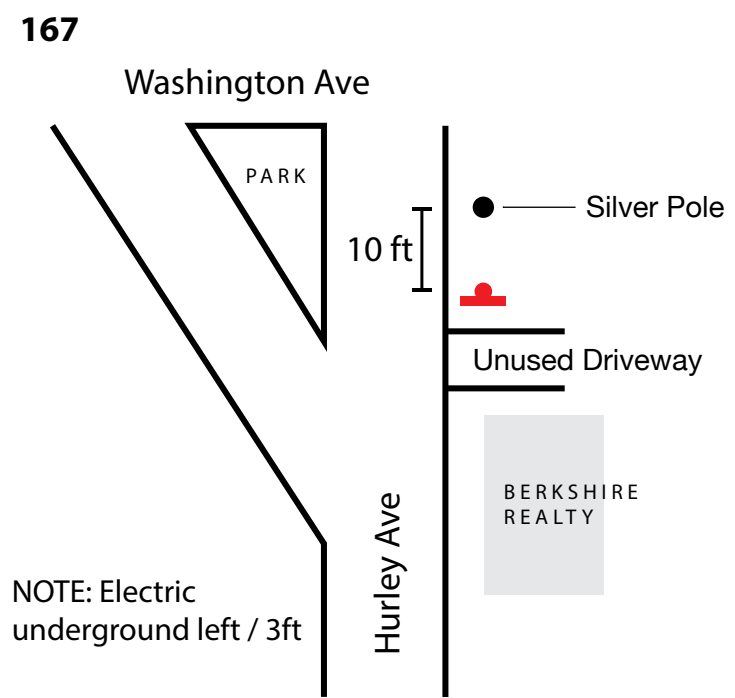 167
Washington Ave
PARK
Silver Pole
10 ft
Unused Driveway
BERKSHIRE
REALTY
Hurley Ave
NOTE: Electric
underground left / 3ft